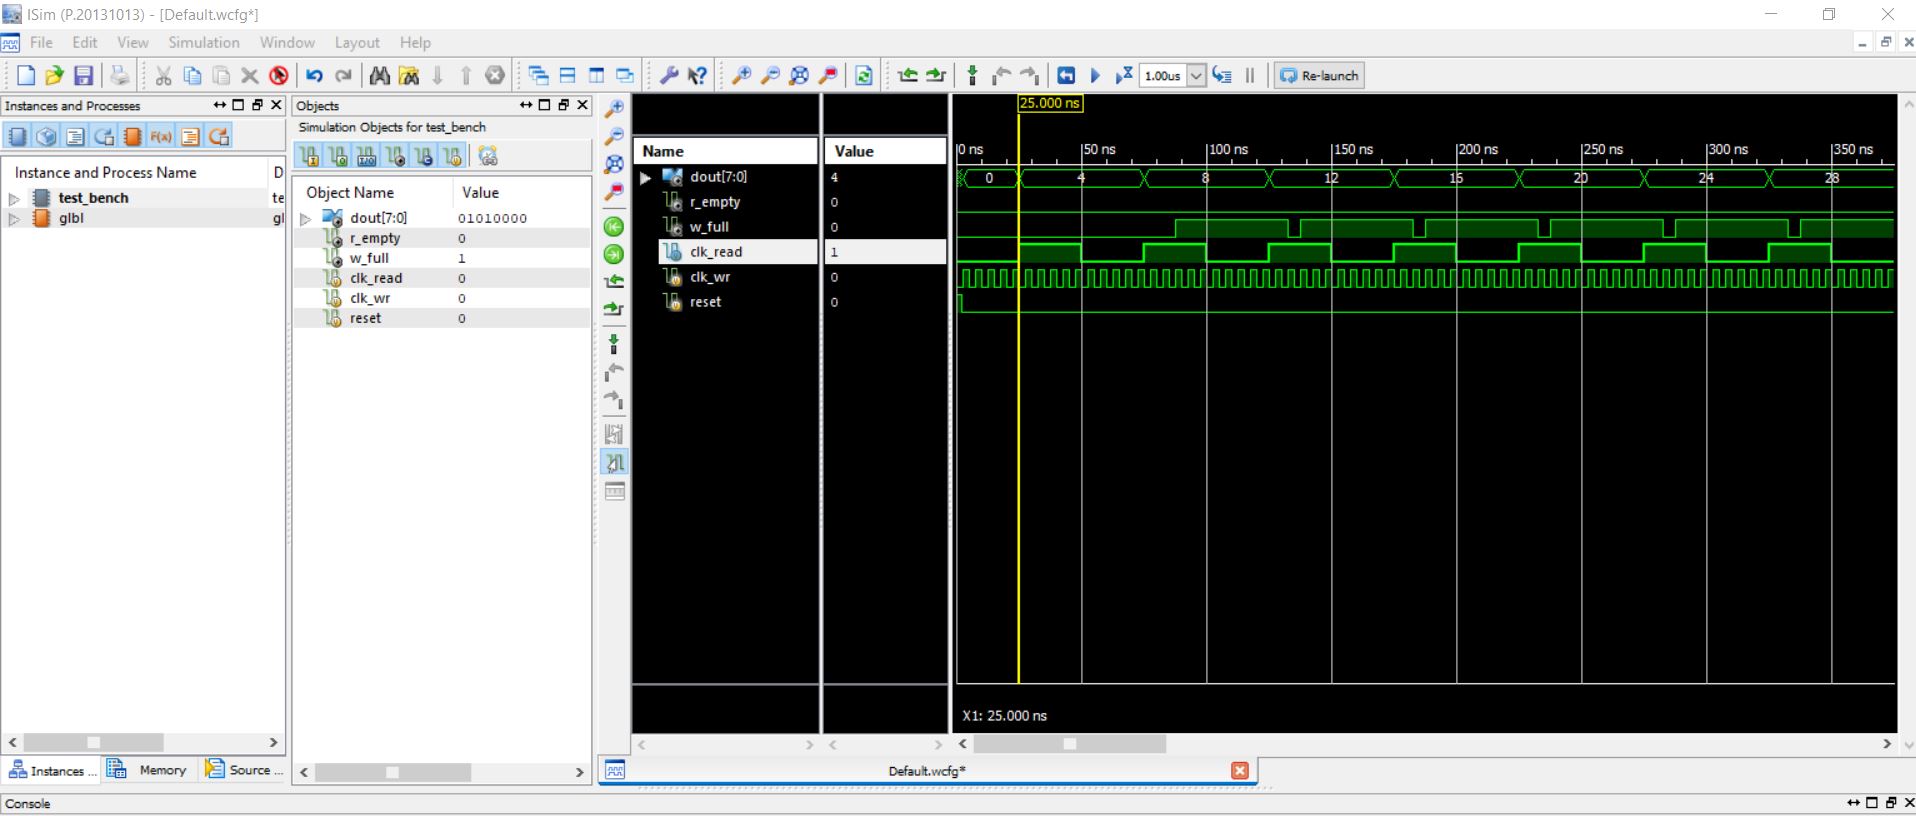 ISim (P.20131013) - [Default.wcfg*]
File Edit View Simulation Window Layout Help
1.00us Re-launch
Instances and Processes
Instance and Process Name D
test_bench te
glbl gl
Instances ... Memory Source ...
Objects
Simulation Objects for test_bench
Object Name Value
dout[7:0] 01010000
r_empty 0
w_full 1
clk_read 0
clk_wr 0
reset 0
Name Value
dout[7:0] 4
r_empty 0
w_full 0
clk_read 1
clk_wr 0
reset 0
25.000 ns
0 ns 50 ns 100 ns 150 ns 200 ns 250 ns 300 ns 350 ns
0 4 8 12 16 20 24 28
X1: 25.000 ns
Default.wcfg*
Console